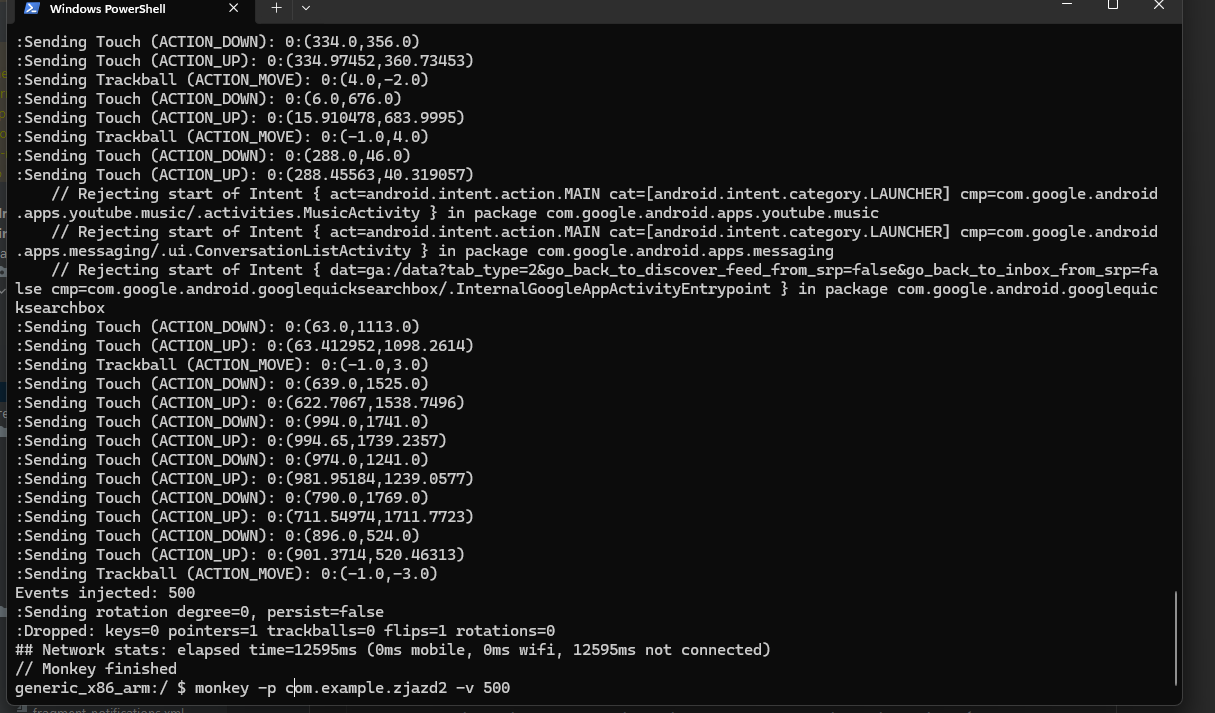 Windows PowerShell
:Sending Touch (ACTION_DOWN): 0:(334.0,356.0)
:Sending Touch (ACTION_UP): 0:(334.97452,360.73453)
:Sending Trackball (ACTION_MOVE): 0:(4.0,-2.0)
:Sending Touch (ACTION_DOWN): 0:(6.0,676.0)
:Sending Touch (ACTION_UP): 0:(15.910478,683.9995)
:Sending Trackball (ACTION_MOVE): 0:(-1.0,4.0)
:Sending Touch (ACTION_DOWN): 0:(288.0,46.0)
:Sending Touch (ACTION_UP): 0:(288.45563,40.319057)
    // Rejecting start of Intent { act=android.intent.action.MAIN cat=[android.intent.category.LAUNCHER] cmp=com.google.android
.apps.youtube.music/.activities.MusicActivity } in package com.google.android.apps.youtube.music
    // Rejecting start of Intent { act=android.intent.action.MAIN cat=[android.intent.category.LAUNCHER] cmp=com.google.android
.apps.messaging/.ui.ConversationListActivity } in package com.google.android.apps.messaging
    // Rejecting start of Intent { dat=ga:/data?tab_type=2&go_back_to_discover_feed_from_srp=false&go_back_to_inbox_from_srp=fa
lse cmp=com.google.android.googlequicksearchbox/.InternalGoogleAppActivityEntrypoint } in package com.google.android.googlequic
ksearchbox
:Sending Touch (ACTION_DOWN): 0:(63.0,1113.0)
:Sending Touch (ACTION_UP): 0:(63.412952,1098.2614)
:Sending Trackball (ACTION_MOVE): 0:(-1.0,3.0)
:Sending Touch (ACTION_DOWN): 0:(639.0,1525.0)
:Sending Touch (ACTION_UP): 0:(622.7067,1538.7496)
:Sending Touch (ACTION_DOWN): 0:(994.0,1741.0)
:Sending Touch (ACTION_UP): 0:(994.65,1739.2357)
:Sending Touch (ACTION_DOWN): 0:(974.0,1241.0)
:Sending Touch (ACTION_UP): 0:(981.95184,1239.0577)
:Sending Touch (ACTION_DOWN): 0:(790.0,1769.0)
:Sending Touch (ACTION_UP): 0:(711.54974,1711.7723)
:Sending Touch (ACTION_DOWN): 0:(896.0,524.0)
:Sending Touch (ACTION_UP): 0:(901.3714,520.46313)
:Sending Trackball (ACTION_MOVE): 0:(-1.0,-3.0)
Events injected: 500
:Sending rotation degree=0, persist=false
:Dropped: keys=0 pointers=1 trackballs=0 flips=1 rotations=0
## Network stats: elapsed time=12595ms (0ms mobile, 0ms wifi, 12595ms not connected)
// Monkey finished
generic_x86_arm:/ $ monkey -p com.example.zjazd2 -v 500